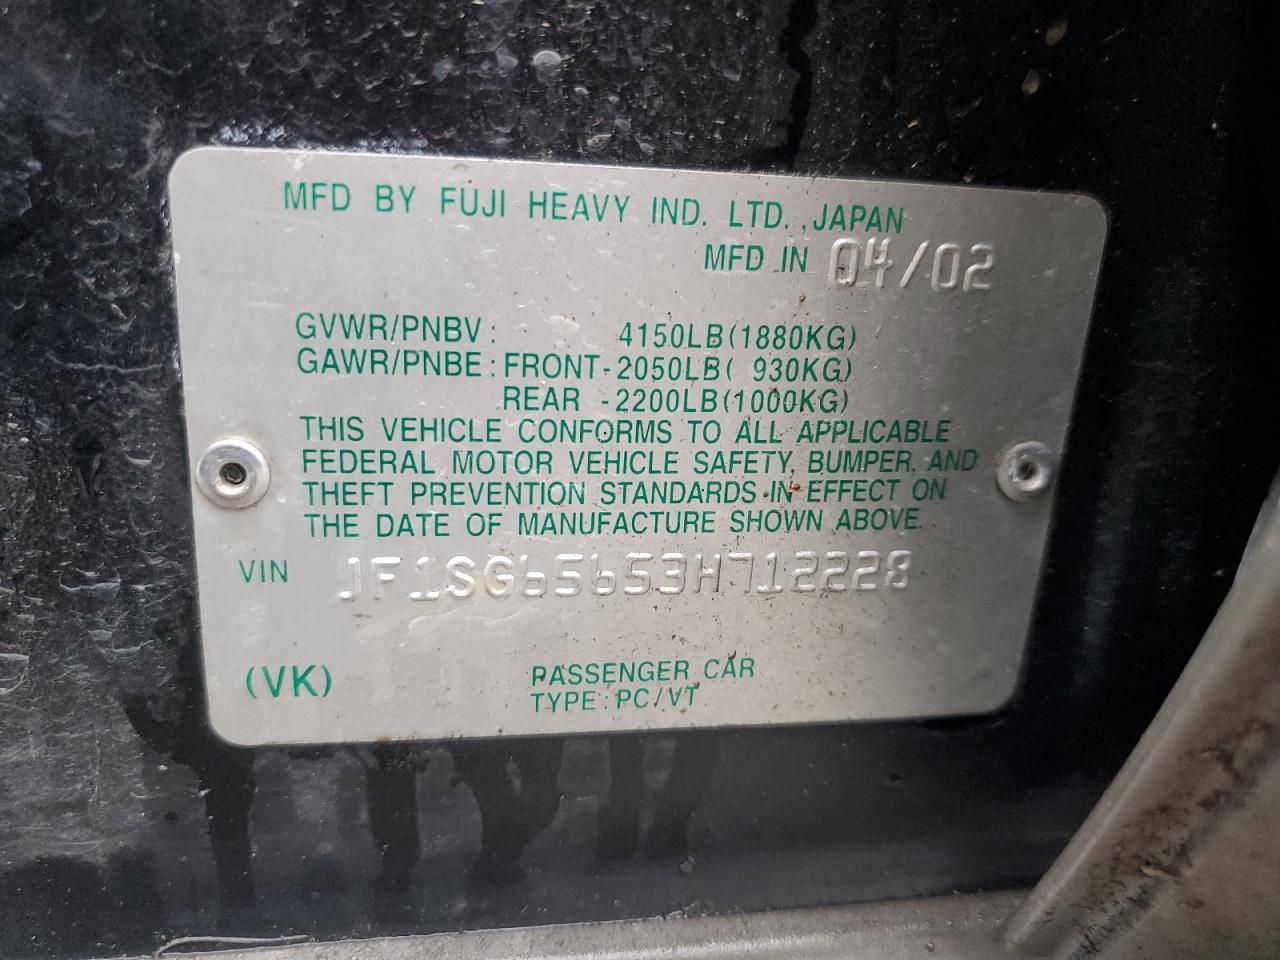 MFD BY FUJI HEAVY IND. LTD., JAPAN
MFD IN 04/02
GVWR/PNBV: 4150LB(1880KG)
GAWR/PNBE: FRONT-2050LB( 930KG)
REAR -2200LB(1000KG)
THIS VEHICLE CONFORMS TO ALL APPLICABLE
FEDERAL MOTOR VEHICLE SAFETY, BUMPER, AND
THEFT PREVENTION STANDARDS IN EFFECT ON
THE DATE OF MANUFACTURE SHOWN ABOVE.
VIN JF1SG65653H712228
(VK) PASSENGER CAR
TYPE: PC/VT